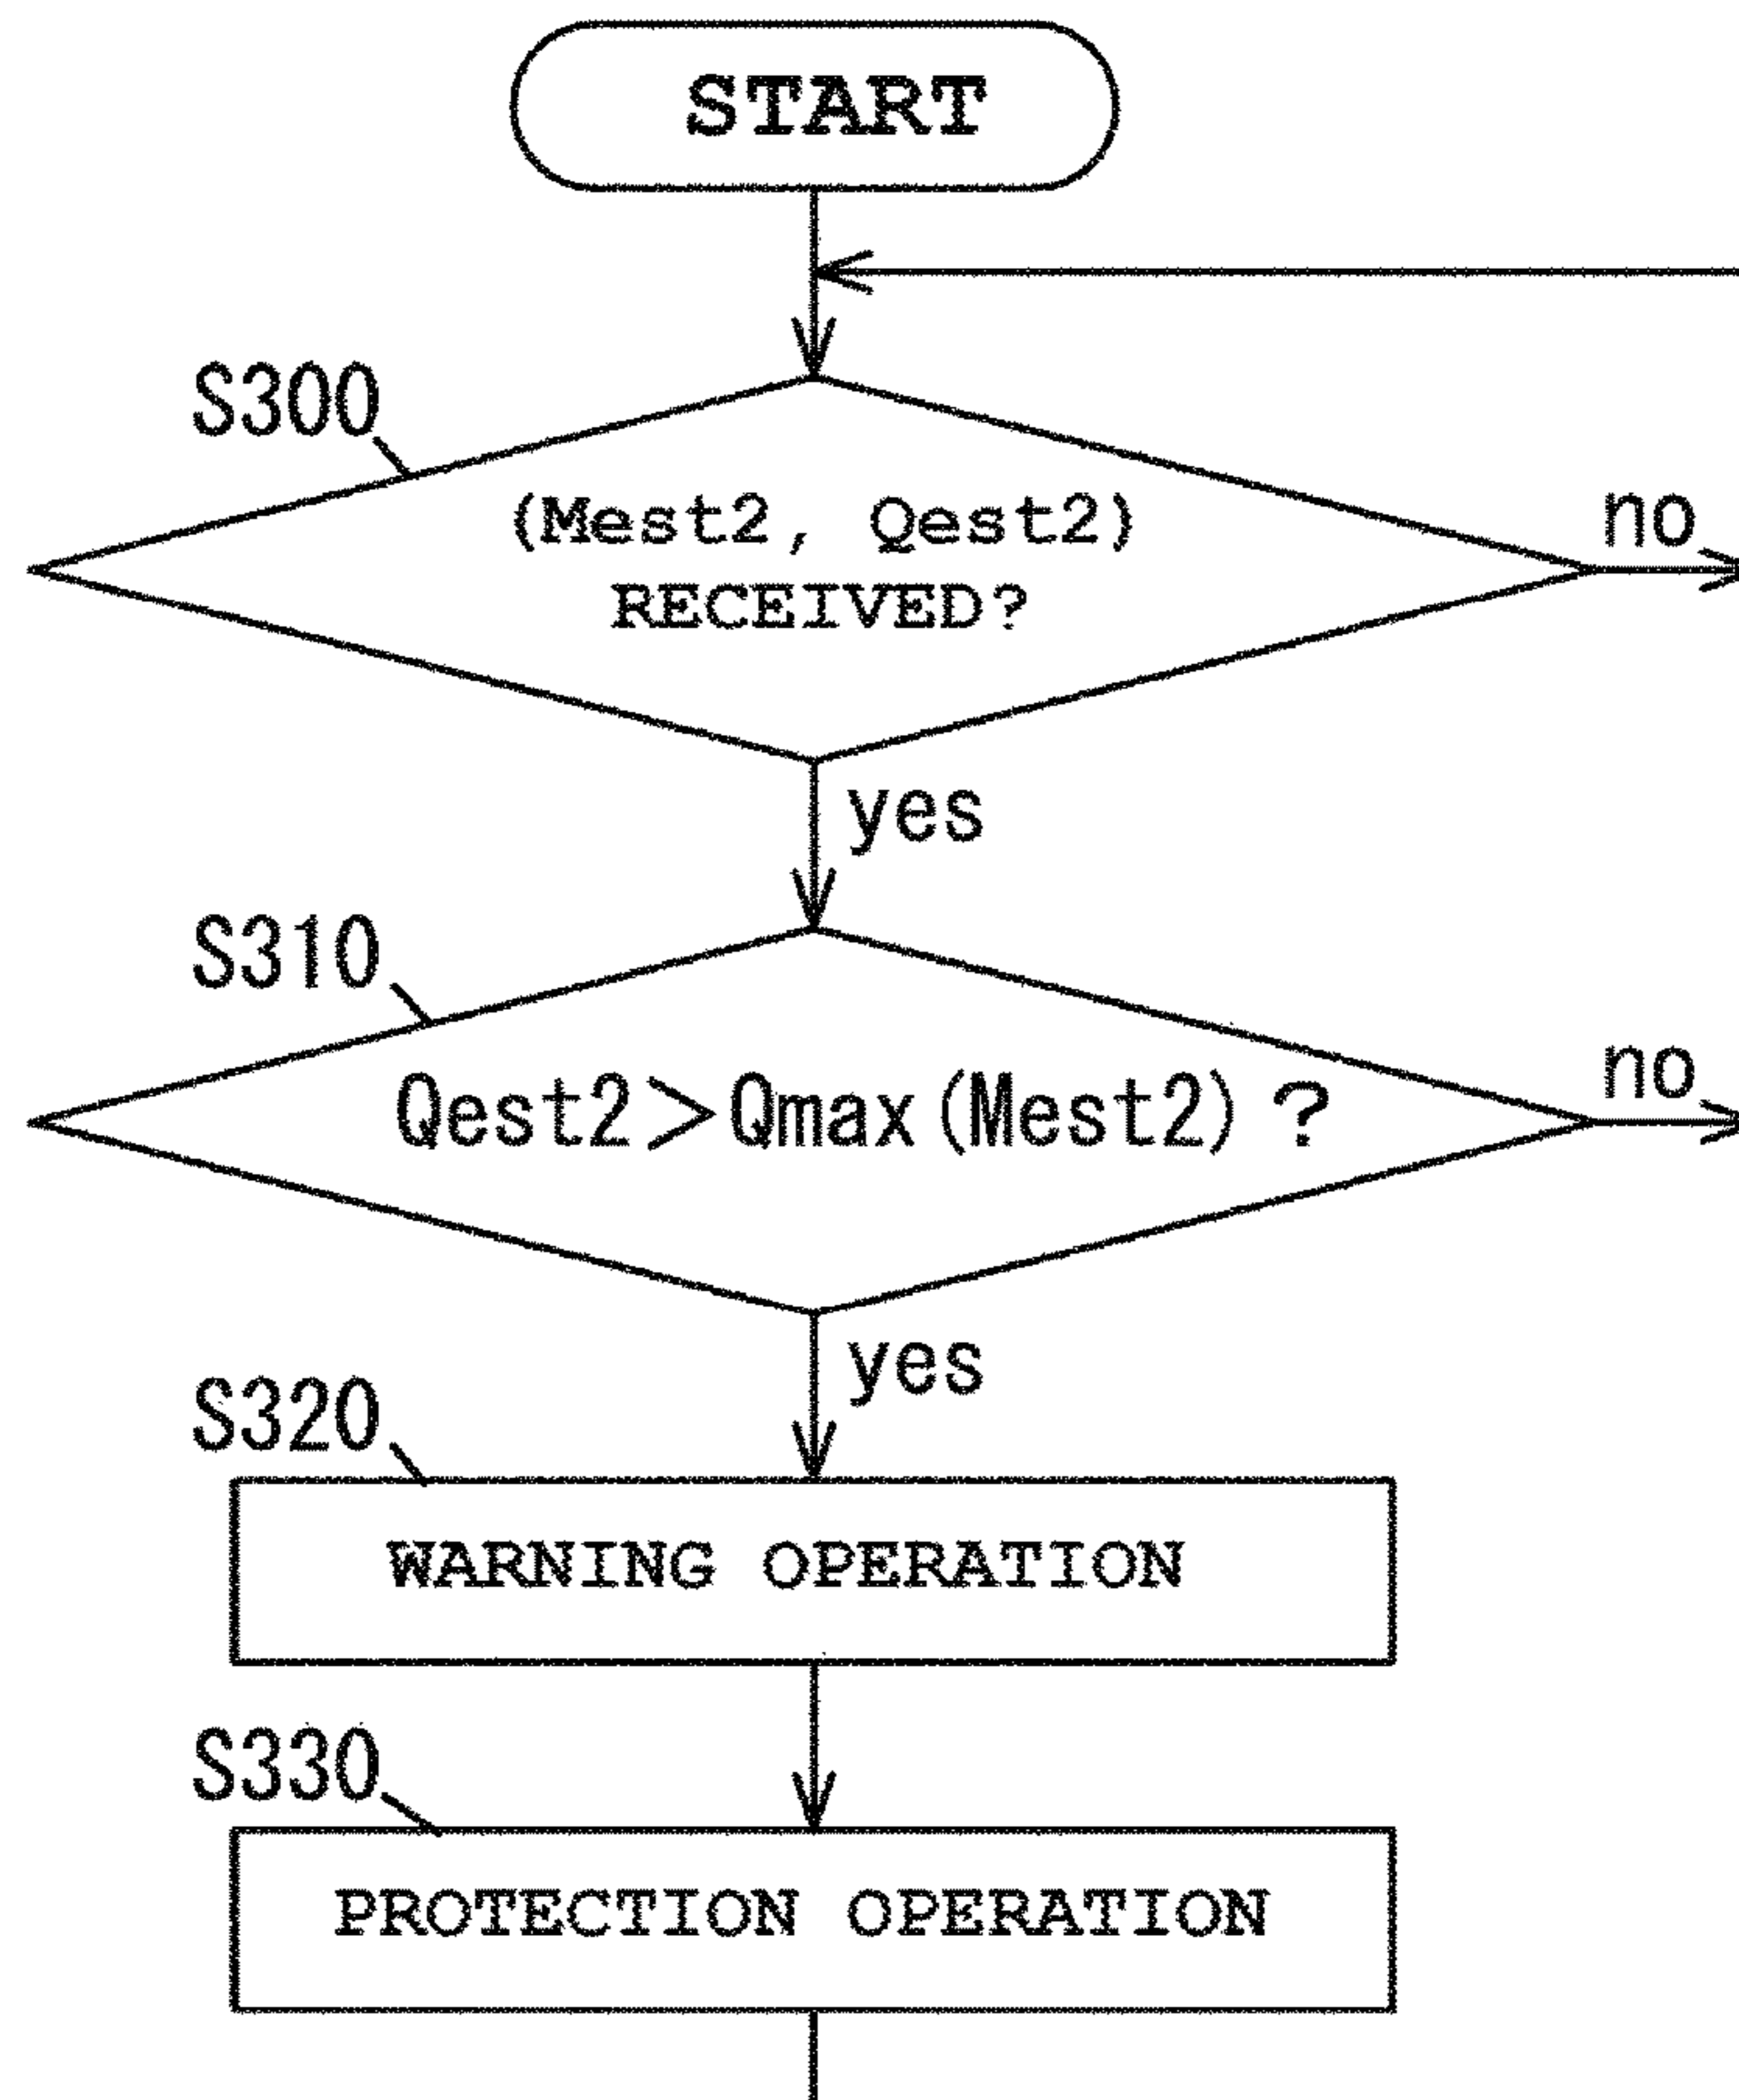 START
S300
(Mest2, Qest2)
RECEIVED?
no
yes
S310
Qest2>Qmax(Mest2)?
no
yes
S320
WARNING OPERATION
S330
PROTECTION OPERATION